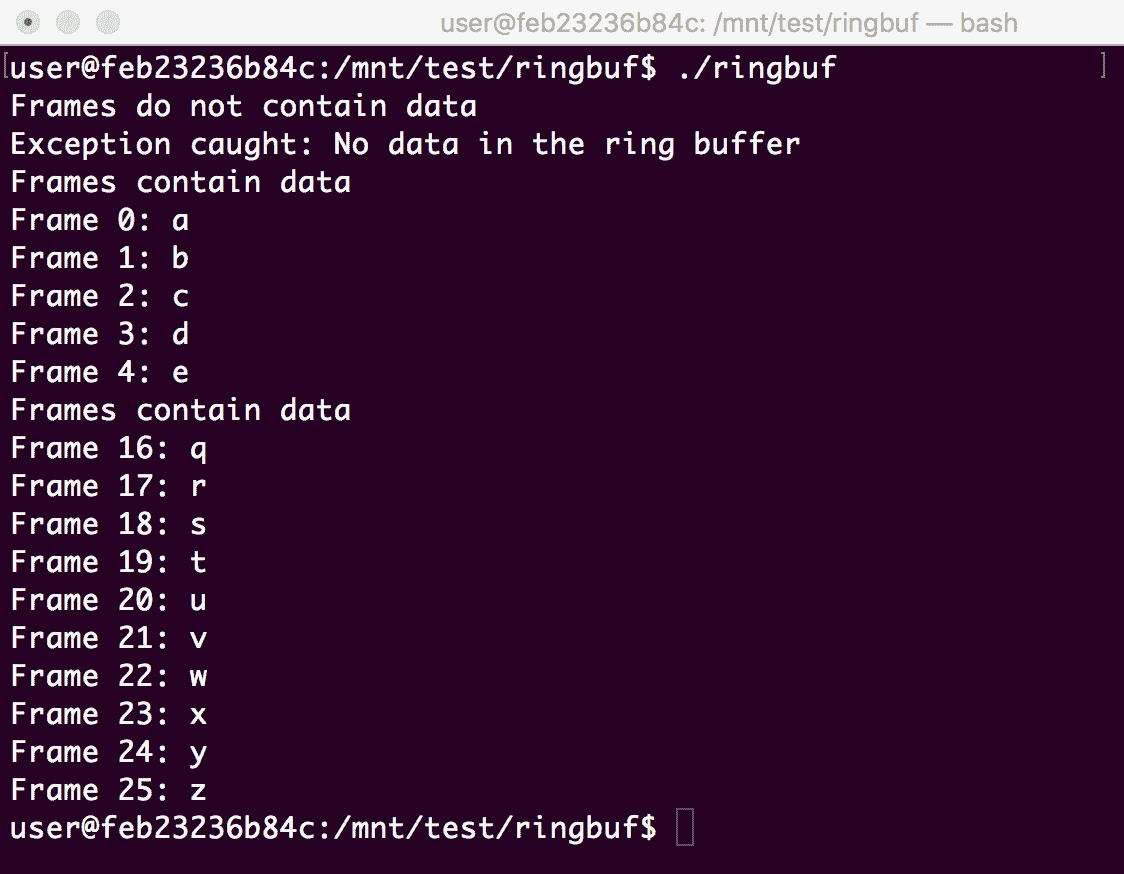 user@feb23236b84c: /mnt/test/ringbuf — bash
[user@feb23236b84c:/mnt/test/ringbuf$ ./ringbuf ]
Frames do not contain data
Exception caught: No data in the ring buffer
Frames contain data
Frame 0: a
Frame 1: b
Frame 2: c
Frame 3: d
Frame 4: e
Frames contain data
Frame 16: q
Frame 17: r
Frame 18: s
Frame 19: t
Frame 20: u
Frame 21: v
Frame 22: w
Frame 23: x
Frame 24: y
Frame 25: z
user@feb23236b84c:/mnt/test/ringbuf$